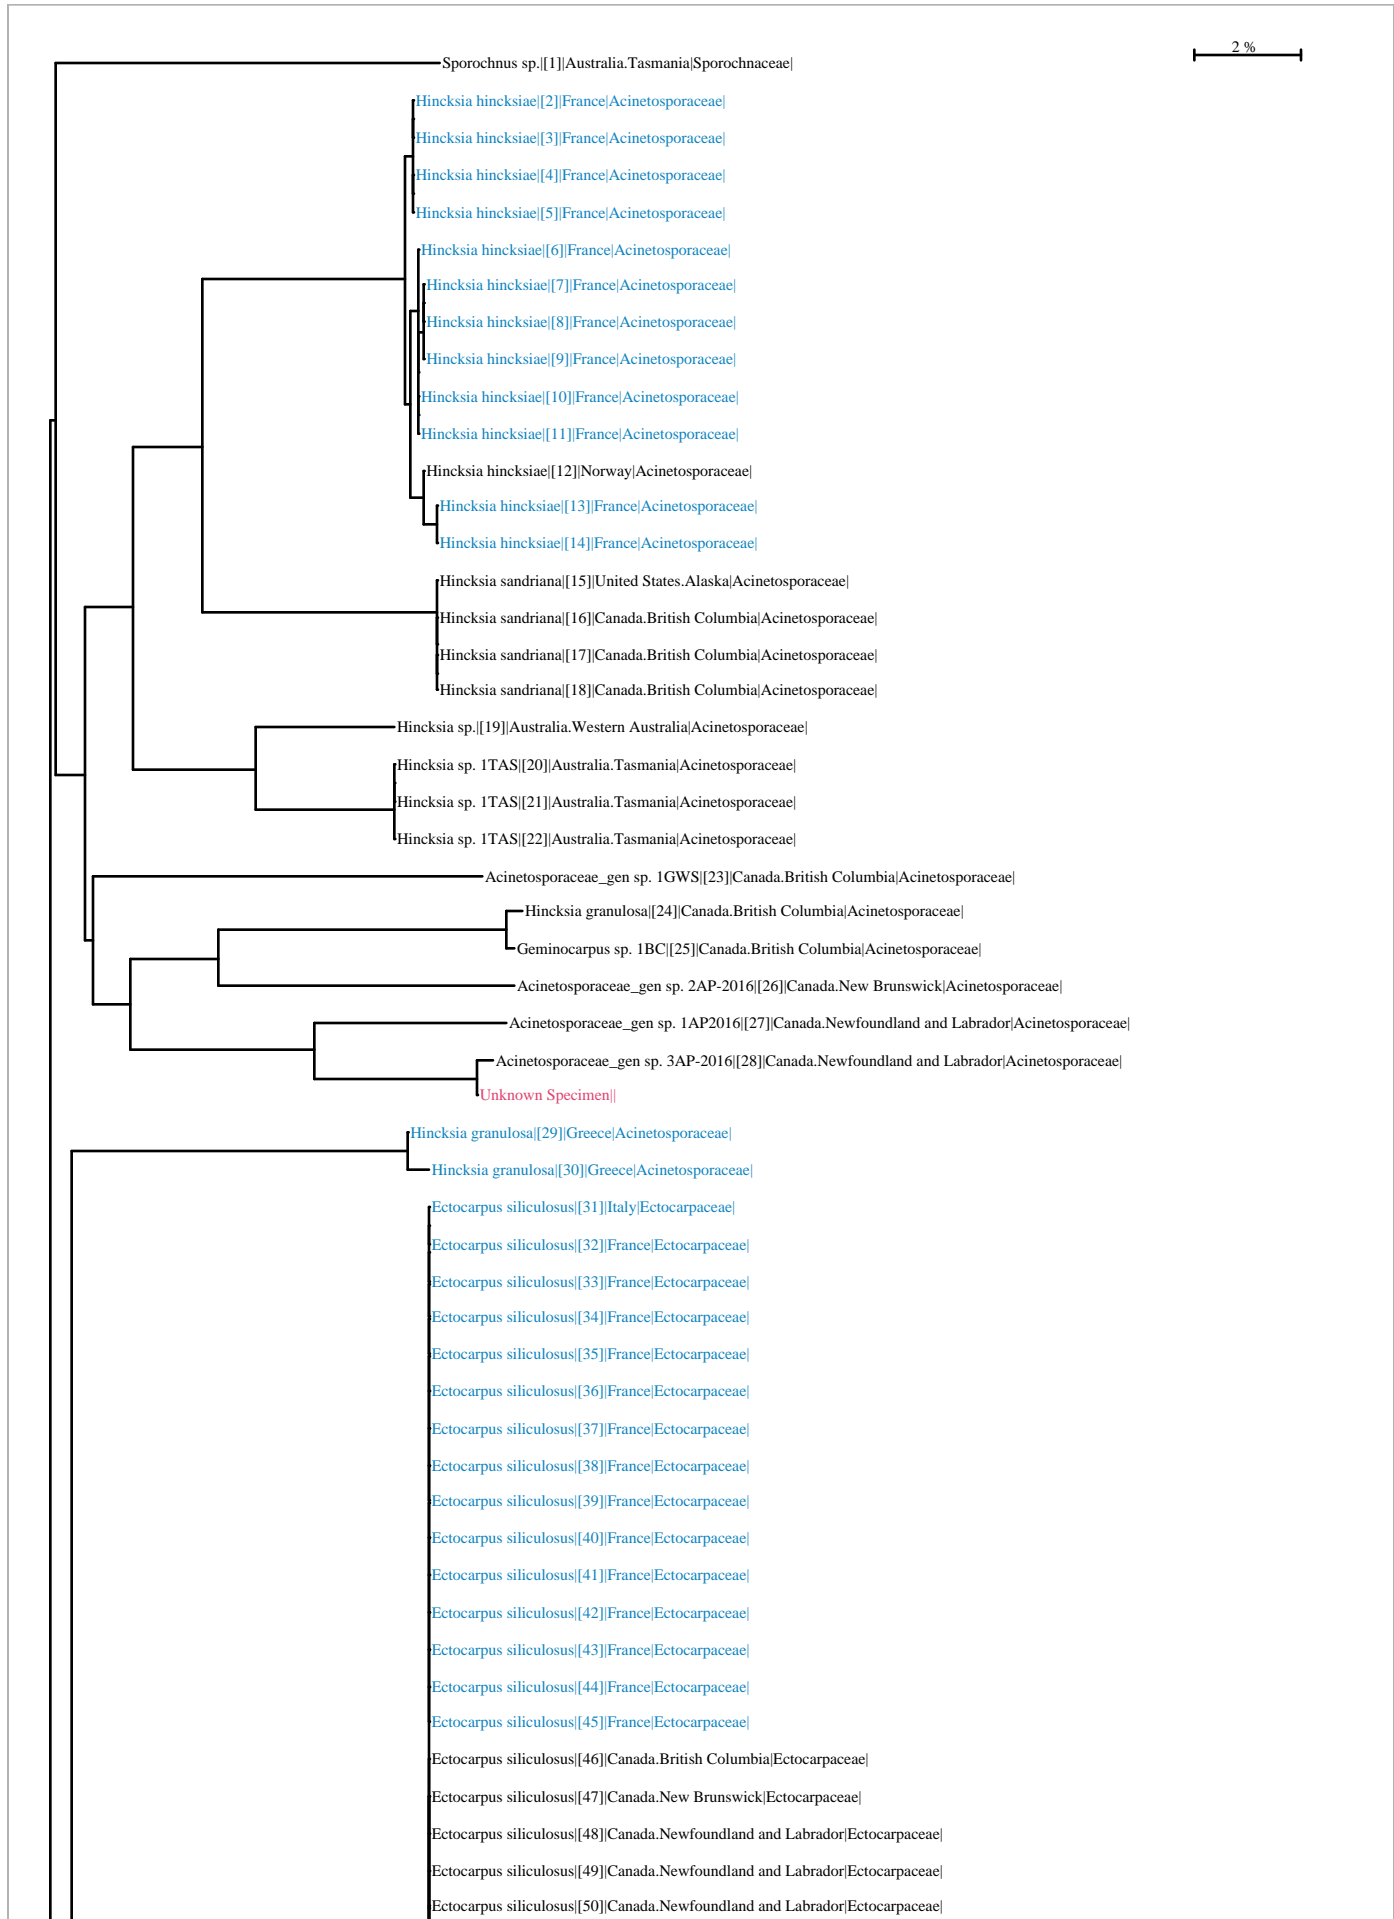 2 %
Sporochnus sp.|[1]|Australia.Tasmania|Sporochnaceae|
Hincksia hincksiae|[2]|France|Acinetosporaceae|
Hincksia hincksiae|[3]|France|Acinetosporaceae|
Hincksia hincksiae|[4]|France|Acinetosporaceae|
Hincksia hincksiae|[5]|France|Acinetosporaceae|
Hincksia hincksiae|[6]|France|Acinetosporaceae|
Hincksia hincksiae|[7]|France|Acinetosporaceae|
Hincksia hincksiae|[8]|France|Acinetosporaceae|
Hincksia hincksiae|[9]|France|Acinetosporaceae|
Hincksia hincksiae|[10]|France|Acinetosporaceae|
Hincksia hincksiae|[11]|France|Acinetosporaceae|
Hincksia hincksiae|[12]|Norway|Acinetosporaceae|
Hincksia hincksiae|[13]|France|Acinetosporaceae|
Hincksia hincksiae|[14]|France|Acinetosporaceae|
Hincksia sandriana|[15]|United States.Alaska|Acinetosporaceae|
Hincksia sandriana|[16]|Canada.British Columbia|Acinetosporaceae|
Hincksia sandriana|[17]|Canada.British Columbia|Acinetosporaceae|
Hincksia sandriana|[18]|Canada.British Columbia|Acinetosporaceae|
Hincksia sp.|[19]|Australia.Western Australia|Acinetosporaceae|
Hincksia sp. 1TAS|[20]|Australia.Tasmania|Acinetosporaceae|
Hincksia sp. 1TAS|[21]|Australia.Tasmania|Acinetosporaceae|
Hincksia sp. 1TAS|[22]|Australia.Tasmania|Acinetosporaceae|
Acinetosporaceae_gen sp. 1GWS|[23]|Canada.British Columbia|Acinetosporaceae|
Hincksia granulosa|[24]|Canada.British Columbia|Acinetosporaceae|
Geminocarpus sp. 1BC|[25]|Canada.British Columbia|Acinetosporaceae|
Acinetosporaceae_gen sp. 2AP-2016|[26]|Canada.New Brunswick|Acinetosporaceae|
Acinetosporaceae_gen sp. 1AP2016|[27]|Canada.Newfoundland and Labrador|Acinetosporaceae|
Acinetosporaceae_gen sp. 3AP-2016|[28]|Canada.Newfoundland and Labrador|Acinetosporaceae|
Unknown Specimen||
Hincksia granulosa|[29]|Greece|Acinetosporaceae|
Hincksia granulosa|[30]|Greece|Acinetosporaceae|
Ectocarpus siliculosus|[31]|Italy|Ectocarpaceae|
Ectocarpus siliculosus|[32]|France|Ectocarpaceae|
Ectocarpus siliculosus|[33]|France|Ectocarpaceae|
Ectocarpus siliculosus|[34]|France|Ectocarpaceae|
Ectocarpus siliculosus|[35]|France|Ectocarpaceae|
Ectocarpus siliculosus|[36]|France|Ectocarpaceae|
Ectocarpus siliculosus|[37]|France|Ectocarpaceae|
Ectocarpus siliculosus|[38]|France|Ectocarpaceae|
Ectocarpus siliculosus|[39]|France|Ectocarpaceae|
Ectocarpus siliculosus|[40]|France|Ectocarpaceae|
Ectocarpus siliculosus|[41]|France|Ectocarpaceae|
Ectocarpus siliculosus|[42]|France|Ectocarpaceae|
Ectocarpus siliculosus|[43]|France|Ectocarpaceae|
Ectocarpus siliculosus|[44]|France|Ectocarpaceae|
Ectocarpus siliculosus|[45]|France|Ectocarpaceae|
Ectocarpus siliculosus|[46]|Canada.British Columbia|Ectocarpaceae|
Ectocarpus siliculosus|[47]|Canada.New Brunswick|Ectocarpaceae|
Ectocarpus siliculosus|[48]|Canada.Newfoundland and Labrador|Ectocarpaceae|
Ectocarpus siliculosus|[49]|Canada.Newfoundland and Labrador|Ectocarpaceae|
Ectocarpus siliculosus|[50]|Canada.Newfoundland and Labrador|Ectocarpaceae|